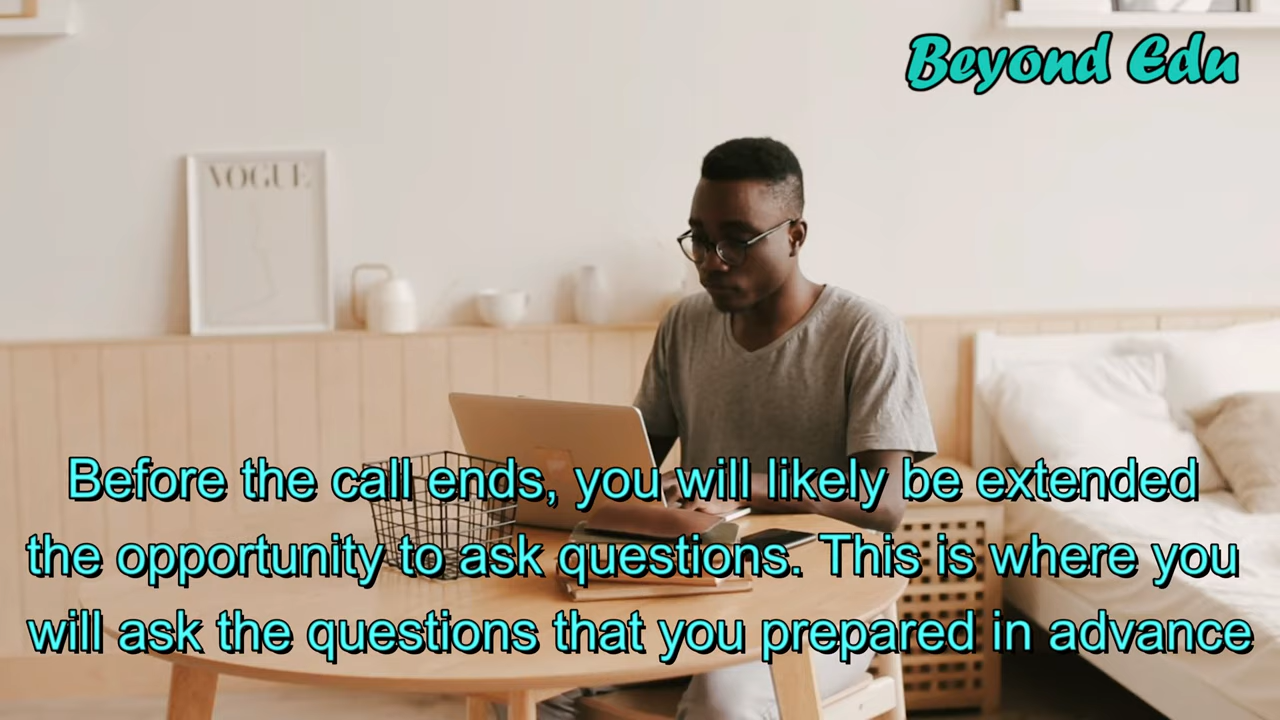 Beyond Edu
VOGUE
Before the call ends, you will likely be extended
the opportunity to ask questions. This is where you
will ask the questions that you prepared in advance